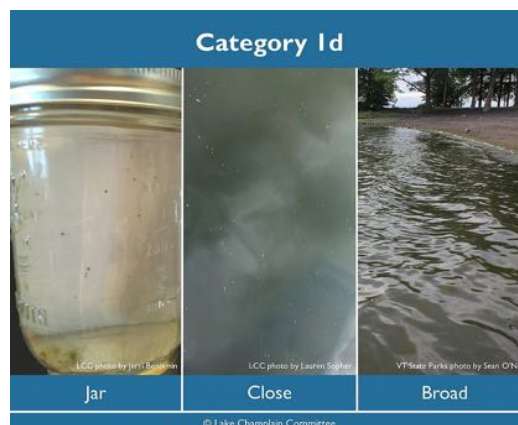 Category 1d
LCC photo by Jerri Benjamin
LCC photo by Lauren Sopher
VT State Parks photo by Sean O'N
Jar
Close
Broad
© Lake Champlain Committee